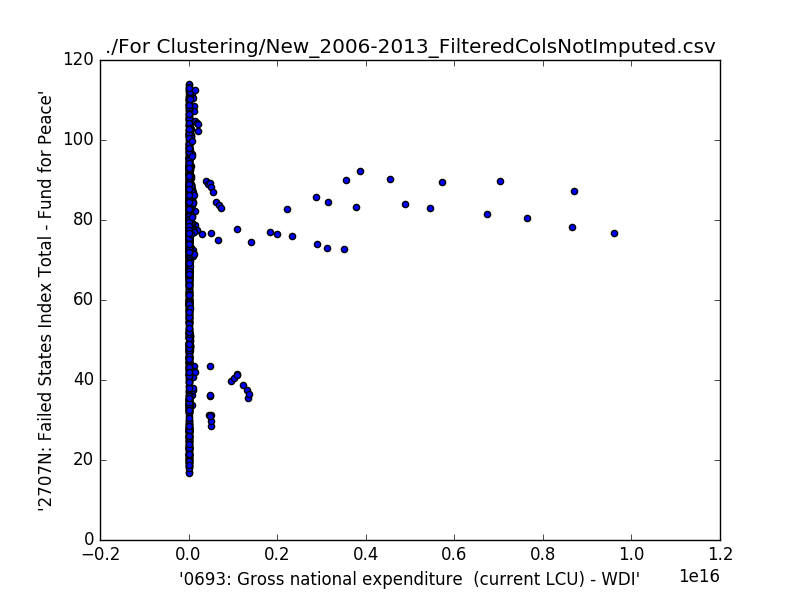 ./For Clustering/New_2006-2013_FilteredColsNotImputed.csv
120
100
80
60
40
20
0
'2707N: Failed States Index Total - Fund for Peace'
−0.2 0.0 0.2 0.4 0.6 0.8 1.0 1.2
1e16
'0693: Gross national expenditure  (current LCU) - WDI'